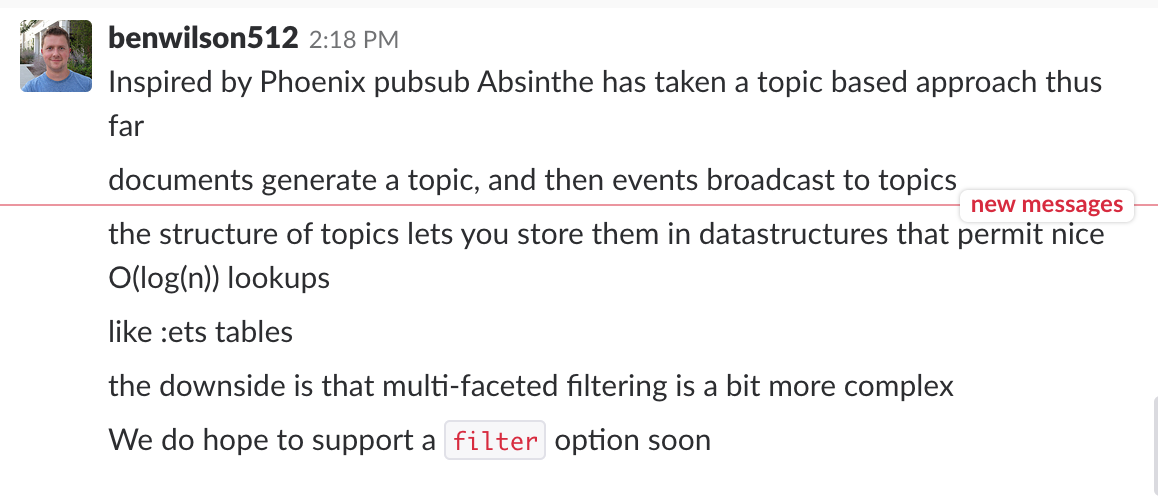 benwilson512 2:18 PM
Inspired by Phoenix pubsub Absinthe has taken a topic based approach thus
far
documents generate a topic, and then events broadcast to topics
new messages
the structure of topics lets you store them in datastructures that permit nice
O(log(n)) lookups
like :ets tables
the downside is that multi-faceted filtering is a bit more complex
We do hope to support a filter option soon